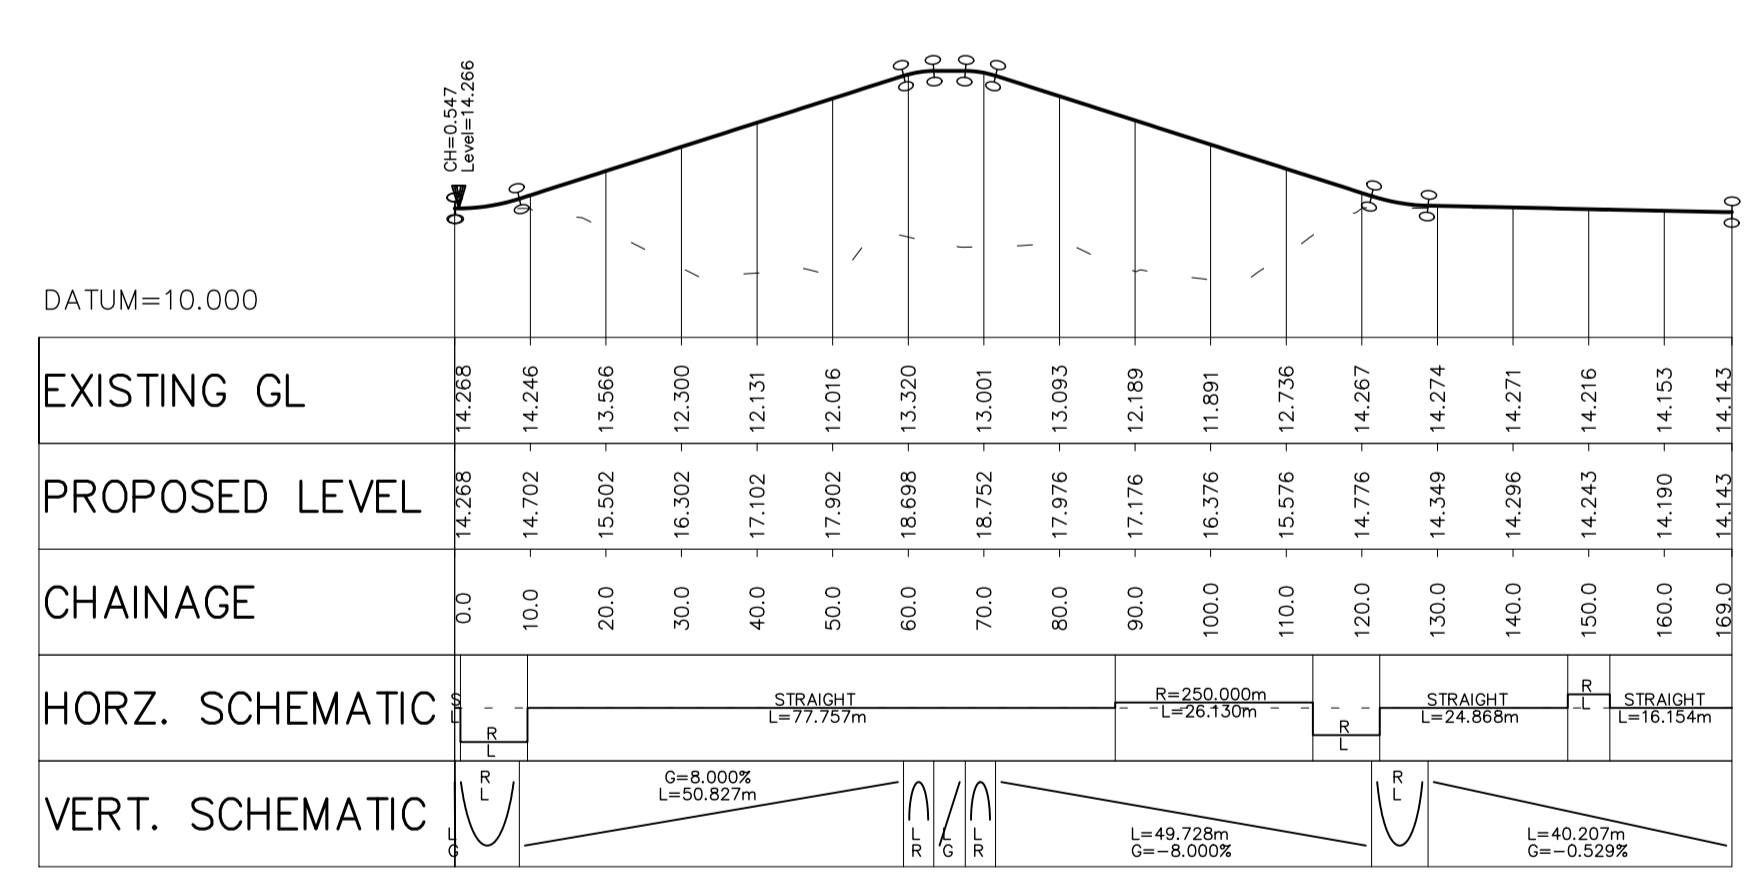 CH=0.547
Level=14.266
DATUM=10.000
EXISTING GL 14.268 14.246 13.566 12.300 12.131 12.016 13.320 13.001 13.093 12.189 11.891 12.736 14.267 14.274 14.271 14.216 14.153 14.143
PROPOSED LEVEL 14.268 14.702 15.502 16.302 17.102 17.902 18.698 18.752 17.976 17.176 16.376 15.576 14.776 14.349 14.296 14.243 14.190 14.143
CHAINAGE 0.0 10.0 20.0 30.0 40.0 50.0 60.0 70.0 80.0 90.0 100.0 110.0 120.0 130.0 140.0 150.0 160.0 169.0
HORZ. SCHEMATIC
S
L
R
L
STRAIGHT
L=77.757m
R=250.000m
L=26.130m
R
L
STRAIGHT
L=24.868m
R
L
STRAIGHT
L=16.154m
VERT. SCHEMATIC
L
G
R
L
G=8.000%
L=50.827m
L
R
L
G
L
R
L=49.728m
G=-8.000%
R
L
L=40.207m
G=-0.529%